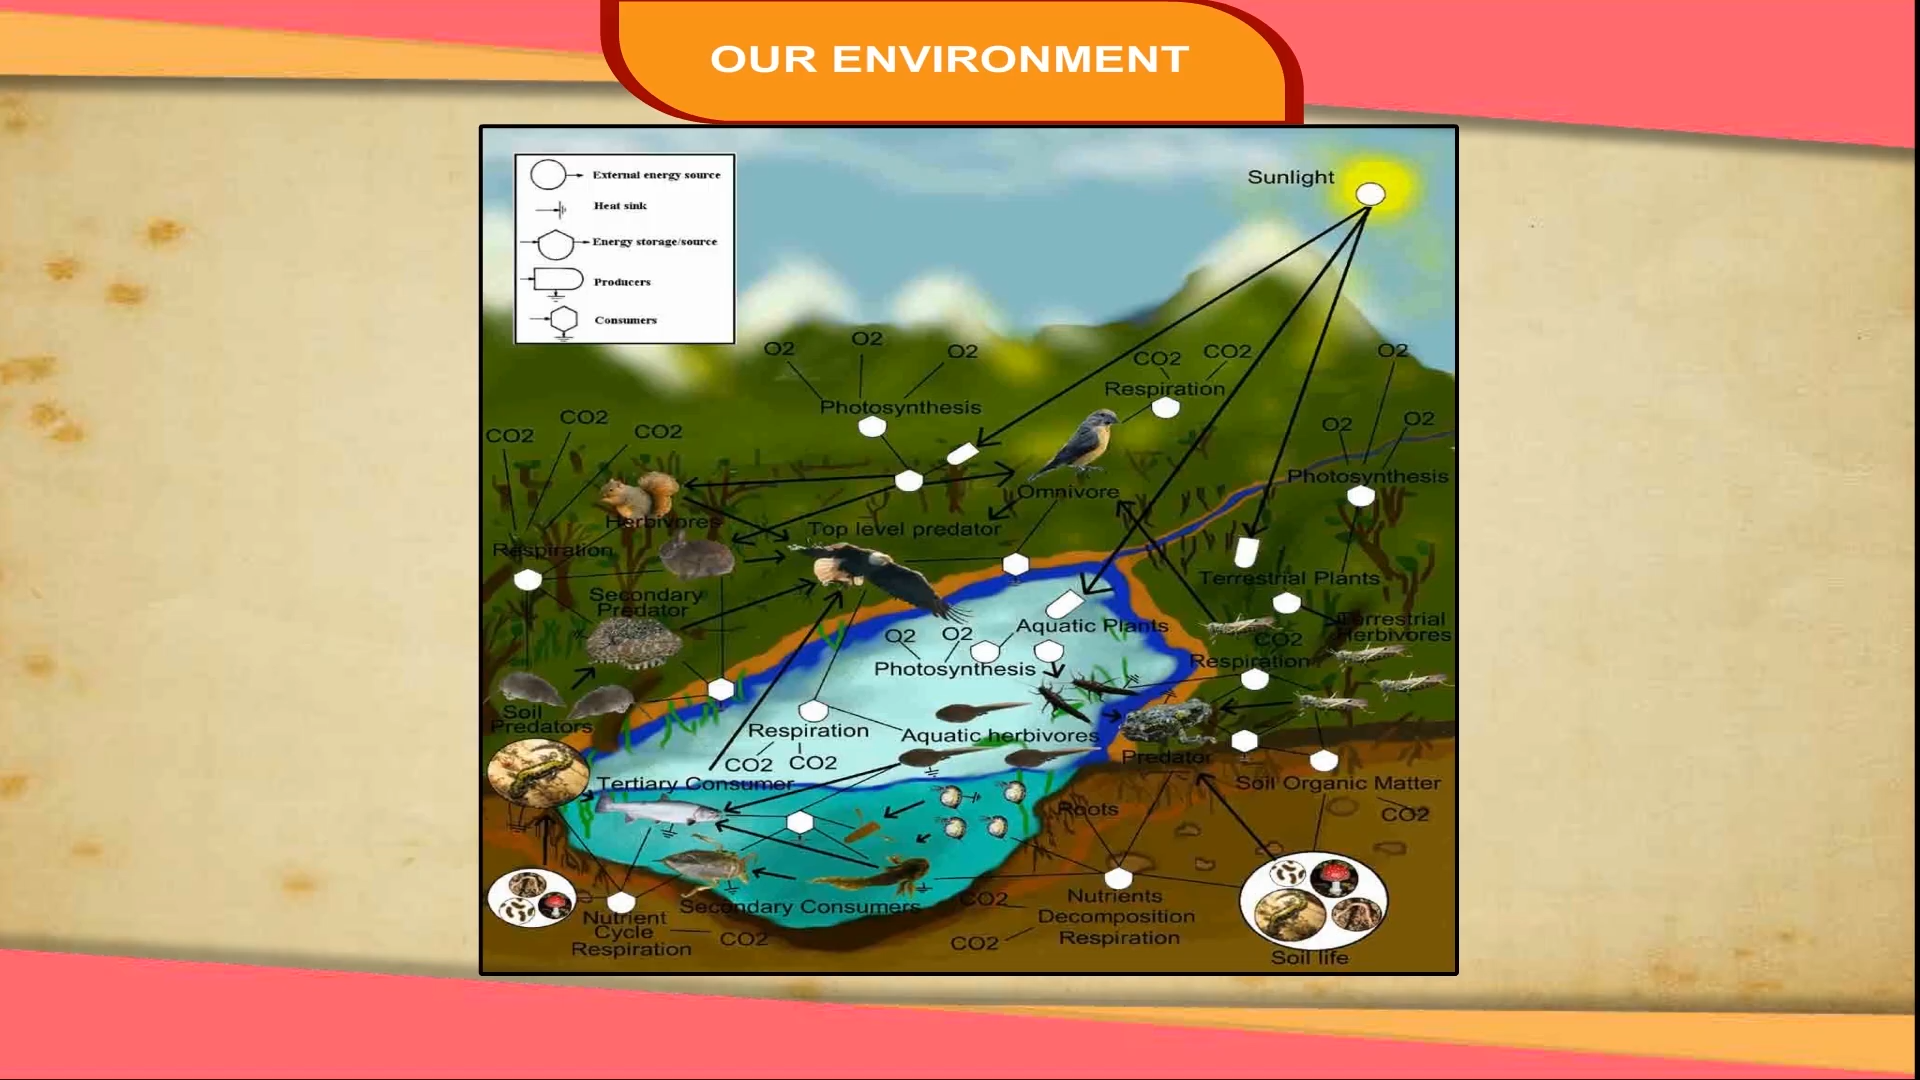 OUR ENVIRONMENT
External energy source
Heat sink
Energy storage/source
Producers
Consumers
Sunlight
O2
O2
O2
Photosynthesis
CO2
CO2
Respiration
O2
O2
O2
Photosynthesis
CO2
CO2
CO2
Respiration
Herbivores
Omnivore
Top level predator
Secondary
Predator
Terrestrial Plants
Terrestrial
Herbivores
CO2
Respiration
Aquatic Plants
O2
O2
Photosynthesis
Soil
Predators
Respiration
CO2
CO2
Aquatic herbivores
Predator
Tertiary Consumer
Soil Organic Matter
CO2
Roots
Secondary Consumers
Nutrient
Cycle
Respiration
CO2
CO2
CO2
Nutrients
Decomposition
Respiration
Soil life